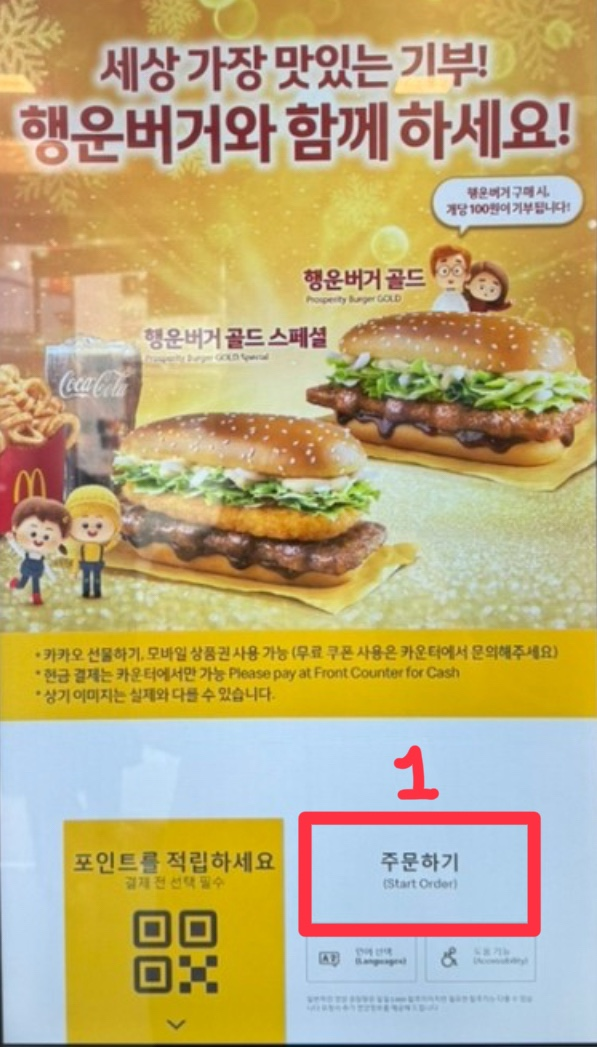 세상 가장 맛있는 기부!
행운버거와 함께 하세요!
행운버거 구매 시,
개당 100원이 기부됩니다!
행운버거 골드
Prosperity Burger GOLD
행운버거 골드 스페셜
Prosperity Burger GOLD Special
Coca-Cola
* 카카오 선물하기, 모바일 상품권 사용 가능 (무료 쿠폰 사용은 카운터에서 문의해주세요)
* 현금 결제는 카운터에서만 가능 Please pay at Front Counter for Cash
* 상기 이미지는 실제와 다를 수 있습니다.
1
포인트를 적립하세요
결제 전 선택 필수
주문하기
(Start Order)
언어 선택
(Languages)
도움 기능
(Accessibility)